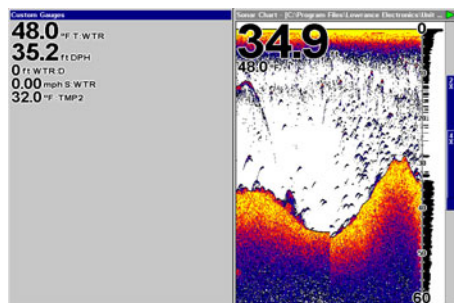 Custom Gauges
48.0 °F T: WTR
35.2 ft DPH
0 ft WTR:D
0.00 mph S:WTR
32.0 °F: TMP2
Sonar Chart - [C:\Program Files\Lowrance Electronics\Unit ...
34.9
48.0 °F
0
60